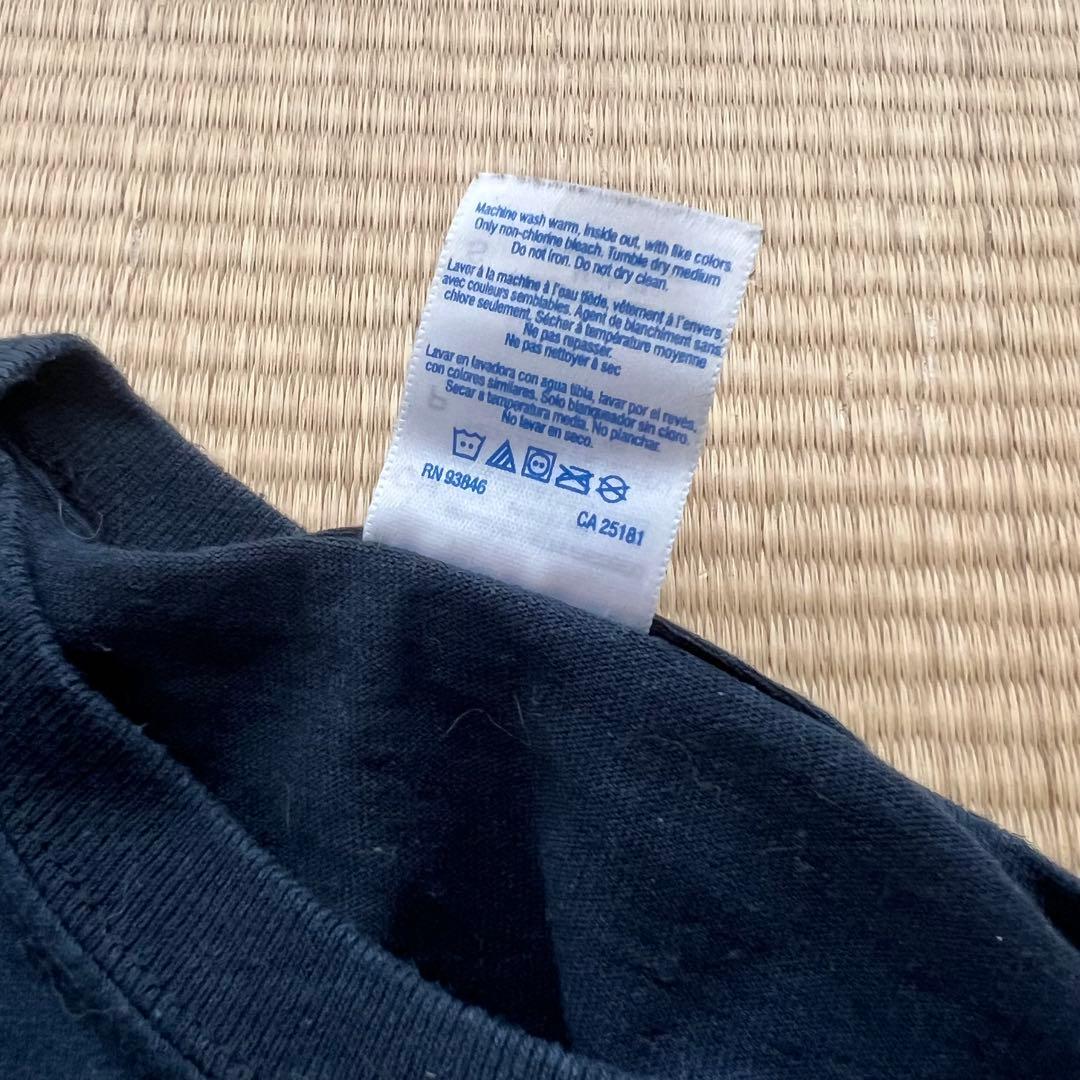 Machine wash warm, inside out, with like colors.
Only non-chlorine bleach. Tumble dry medium
Do not iron. Do not dry clean.
Laver à la machine à l'eau tiède, vêtement à l'envers
avec couleurs semblables. Agent de blanchiment sans
chlore seulement. Sécher à température moyenne
Ne pas repasser.
Ne pas nettoyer à sec
Lavar en lavadora con agua tibia, lavar por el revés,
con colores similares. Solo blanqueador sin cloro.
Secar a temperatura media. No planchar.
No lavar en seco.
RN 93846
CA 25181